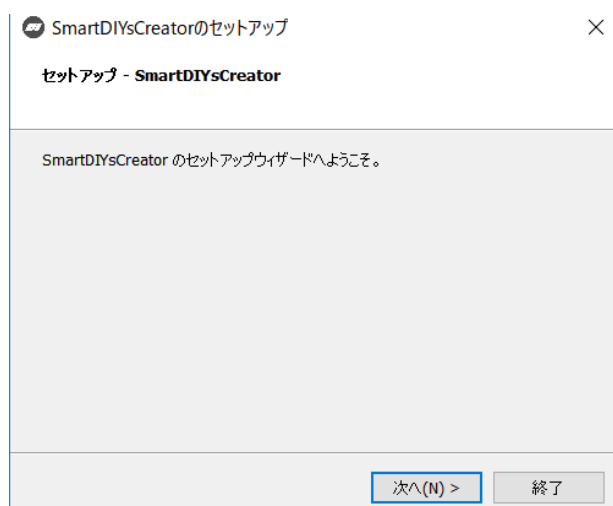 SmartDIYsCreatorのセットアップ
セットアップ - SmartDIYsCreator
SmartDIYsCreator のセットアップウィザードへようこそ。
次へ(N) >
終了